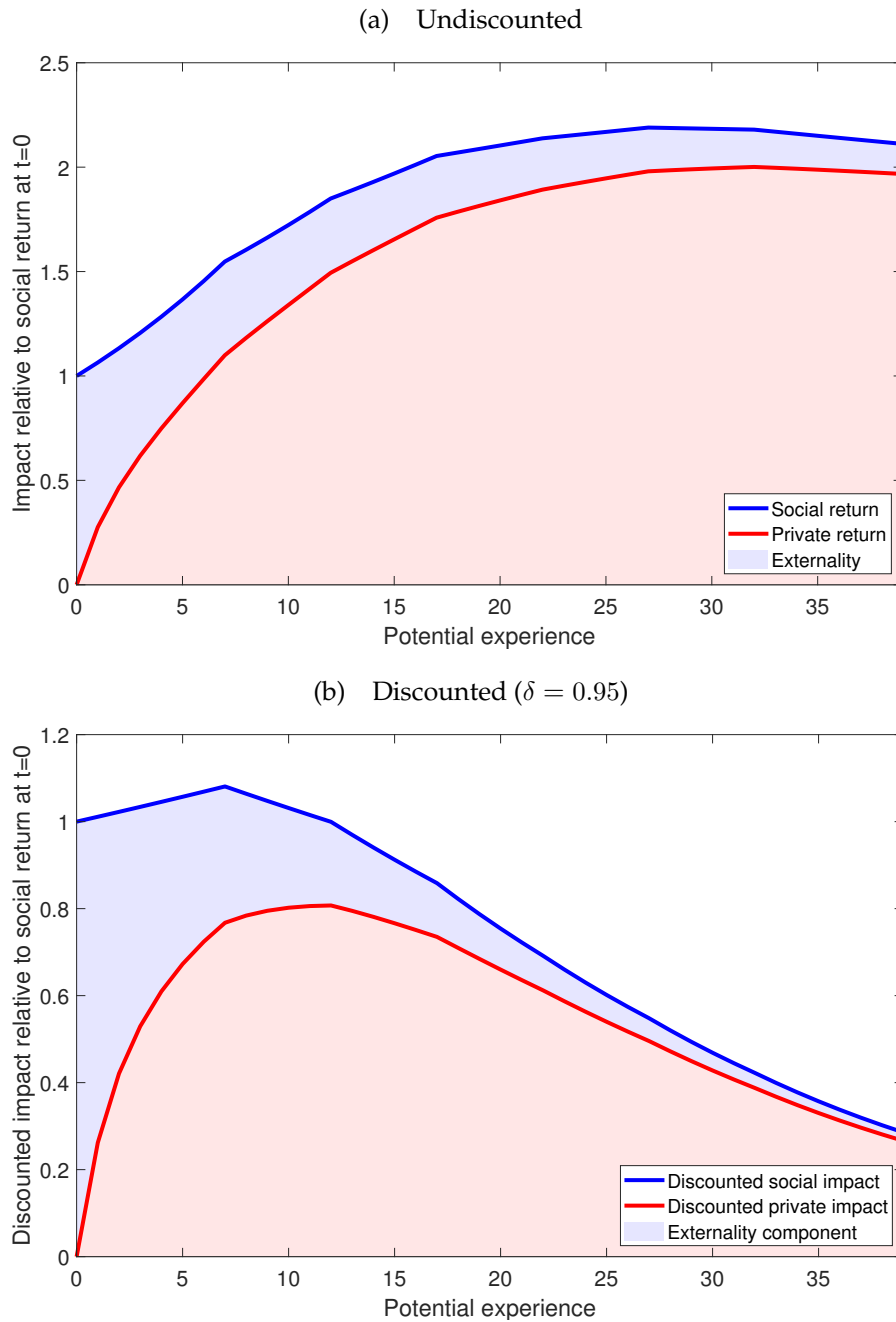 (a) Undiscounted
2.5
2
1.5
1
0.5
0
0 5 10 15 20 25 30 35
Impact relative to social return at t=0
Potential experience
Social return
Private return
Externality
(b) Discounted (δ = 0.95)
1.2
1
0.8
0.6
0.4
0.2
0
0 5 10 15 20 25 30 35
Discounted impact relative to social return at t=0
Potential experience
Discounted social impact
Discounted private impact
Externality component